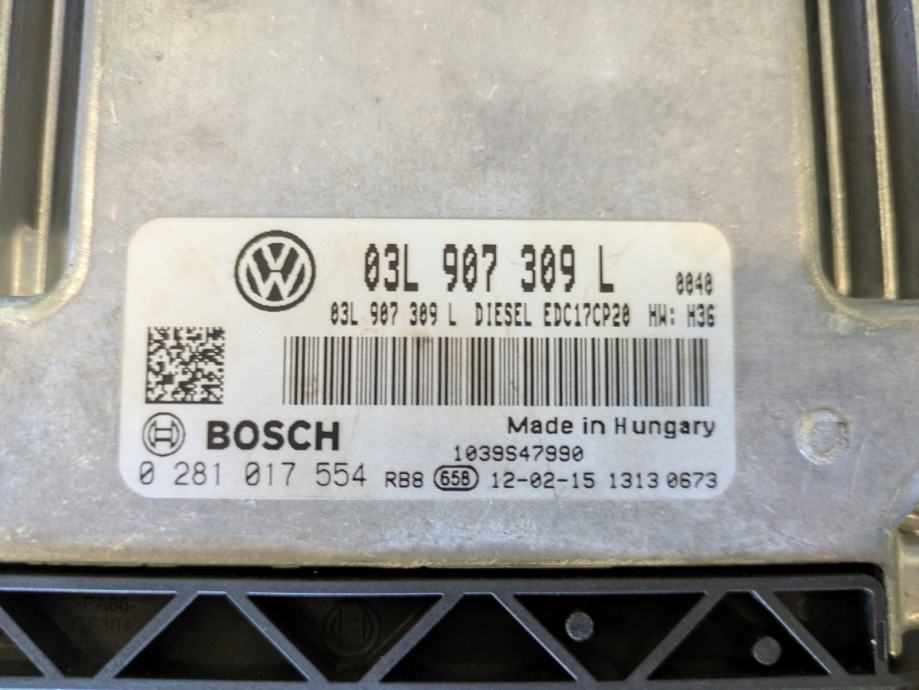 03L 907 309 L 0040
03L 907 309 L DIESEL EDC17CP20 HW: H36
BOSCH Made in Hungary
1039S47990
0 281 017 554 RB8 658 12-02-15 1313 0673